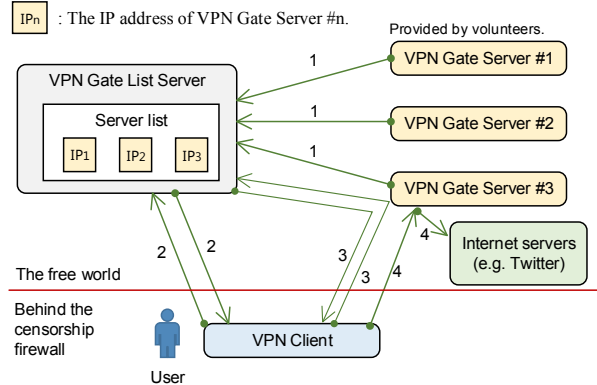 IPn : The IP address of VPN Gate Server #n.
Provided by volunteers.
VPN Gate List Server
Server list
IP1 IP2 IP3
1
VPN Gate Server #1
1
VPN Gate Server #2
1
VPN Gate Server #3
2
2
3
3
4
4
Internet servers
(e.g. Twitter)
The free world
Behind the
censorship
firewall
User
VPN Client